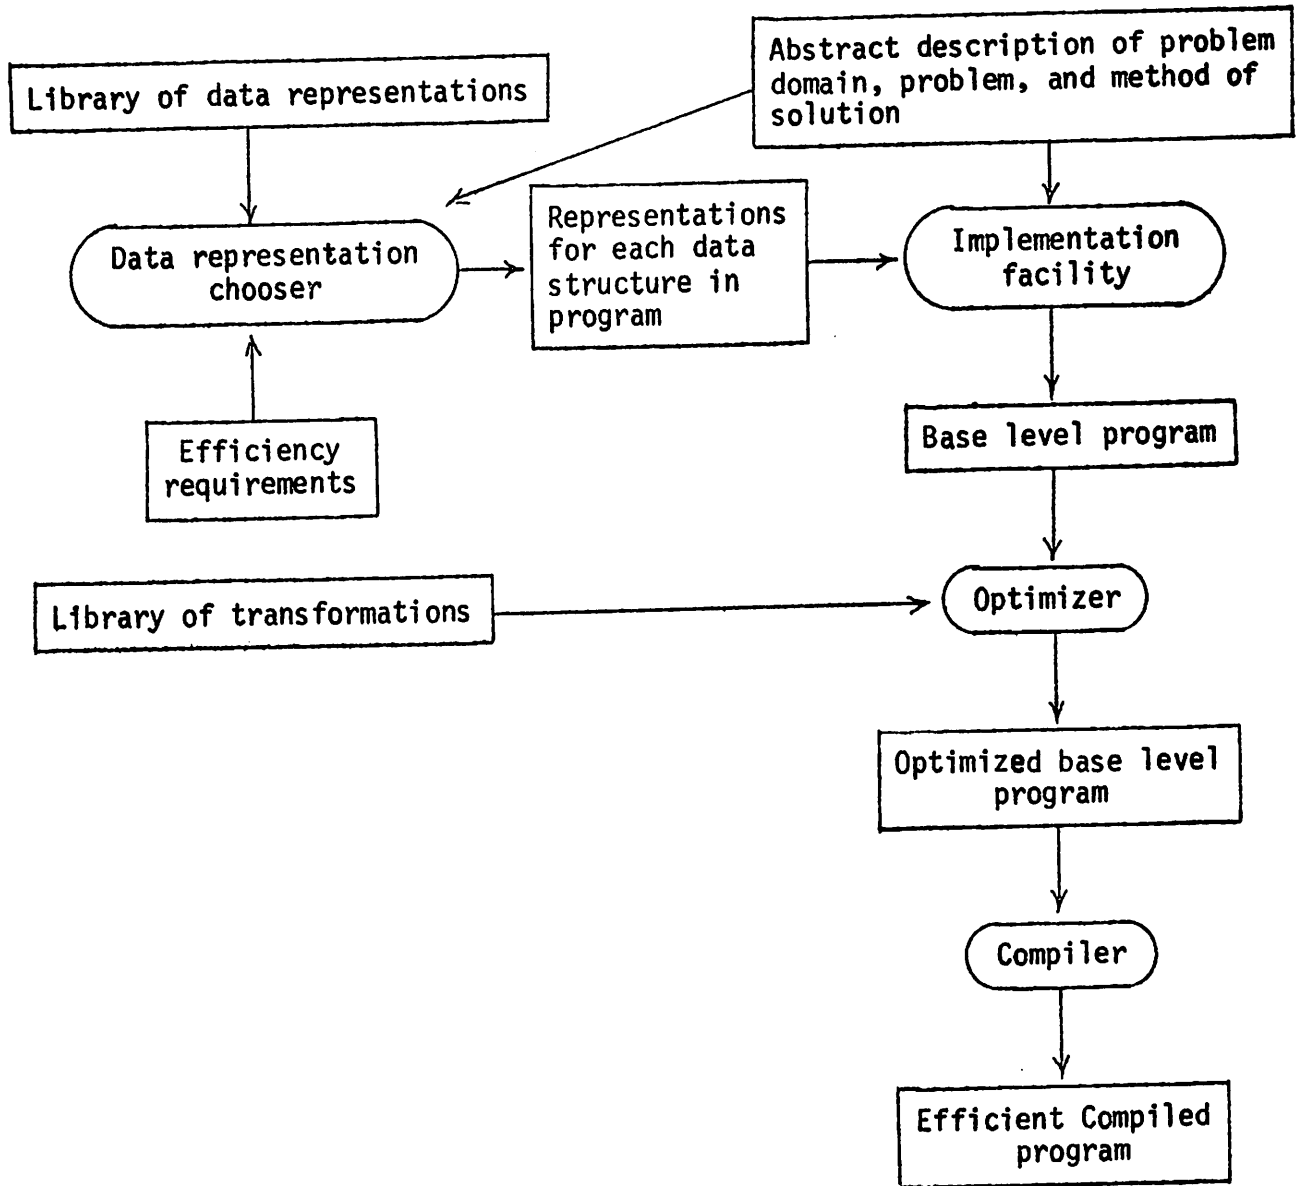 Abstract description of problem
domain, problem, and method of
solution
Library of data representations
Data representation
chooser
Representations
for each data
structure in
program
Implementation
facility
Efficiency
requirements
Base level program
Library of transformations
Optimizer
Optimized base level
program
Compiler
Efficient Compiled
program